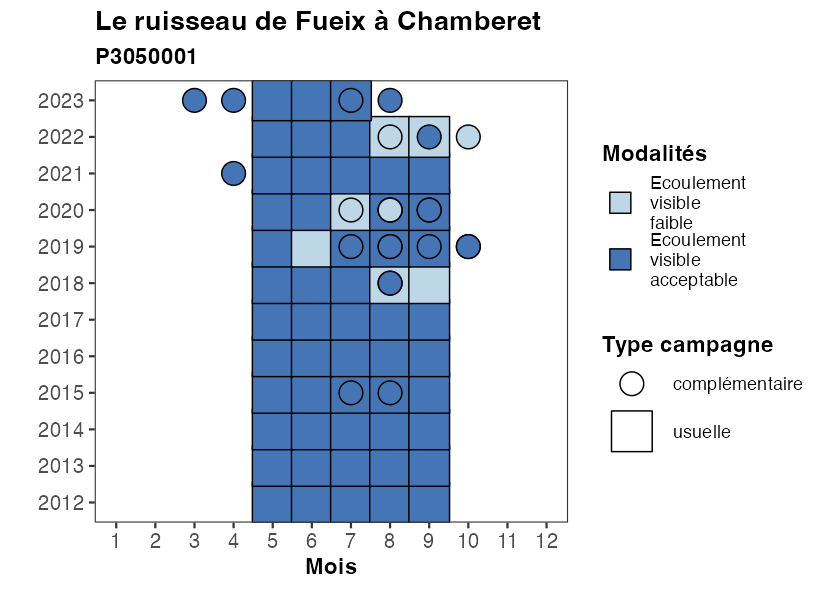 Le ruisseau de Fueix à Chamberet
P3050001
2023
2022
2021
2020
2019
2018
2017
2016
2015
2014
2013
2012
1 2 3 4 5 6 7 8 9 10 11 12
Mois
Modalités
Ecoulement
visible
faible
Ecoulement
visible
acceptable
Type campagne
complémentaire
usuelle